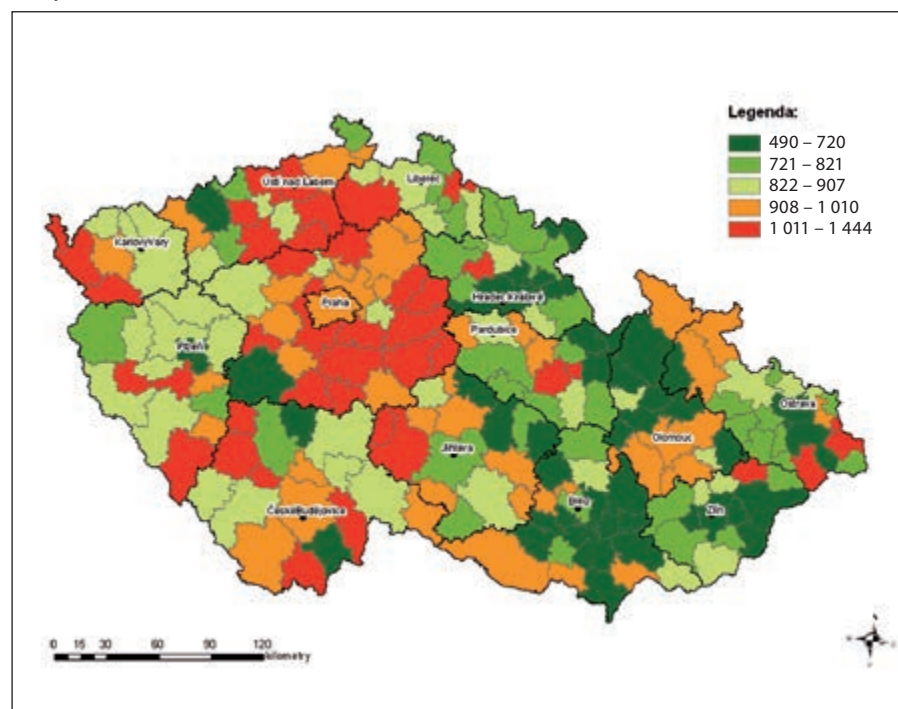 Legenda:
490 – 720
721 – 821
822 – 907
908 – 1 010
1 011 – 1 444
Ústí nad Labem
Liberec
Karlovy Vary
Praha
Hradec Králové
Pardubice
Plzeň
Ostrava
Olomouc
Jihlava
Brno
Zlín
České Budějovice
0 15 30 60 90 120
kilometry